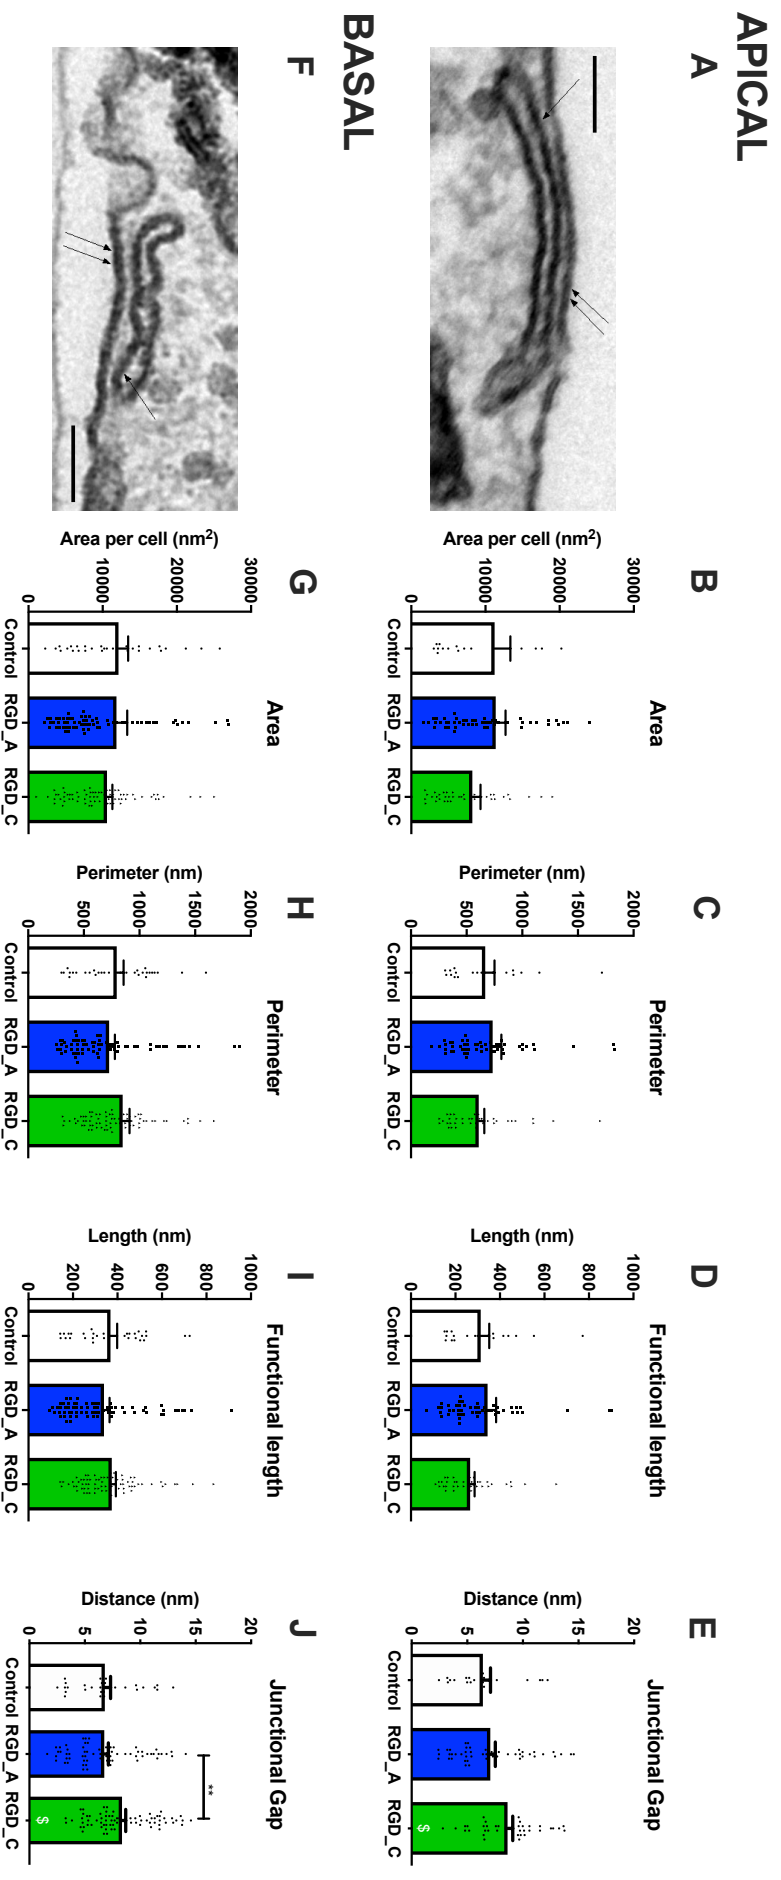 APICAL
A
B
Area
Area per cell (nm2)
30000
20000
10000
0
Control
RGD_A
RGD_C
C
Perimeter
Perimeter (nm)
2000
1500
1000
500
0
Control
RGD_A
RGD_C
D
Functional length
Length (nm)
1000
800
600
400
200
0
Control
RGD_A
RGD_C
E
Junctional Gap
Distance (nm)
20
15
10
5
0
$
Control
RGD_A
RGD_C
BASAL
F
G
Area
Area per cell (nm2)
30000
20000
10000
0
Control
RGD_A
RGD_C
H
Perimeter
Perimeter (nm)
2000
1500
1000
500
0
Control
RGD_A
RGD_C
I
Functional length
Length (nm)
1000
800
600
400
200
0
Control
RGD_A
RGD_C
J
Junctional Gap
Distance (nm)
20
15
10
5
0
**
$
Control
RGD_A
RGD_C